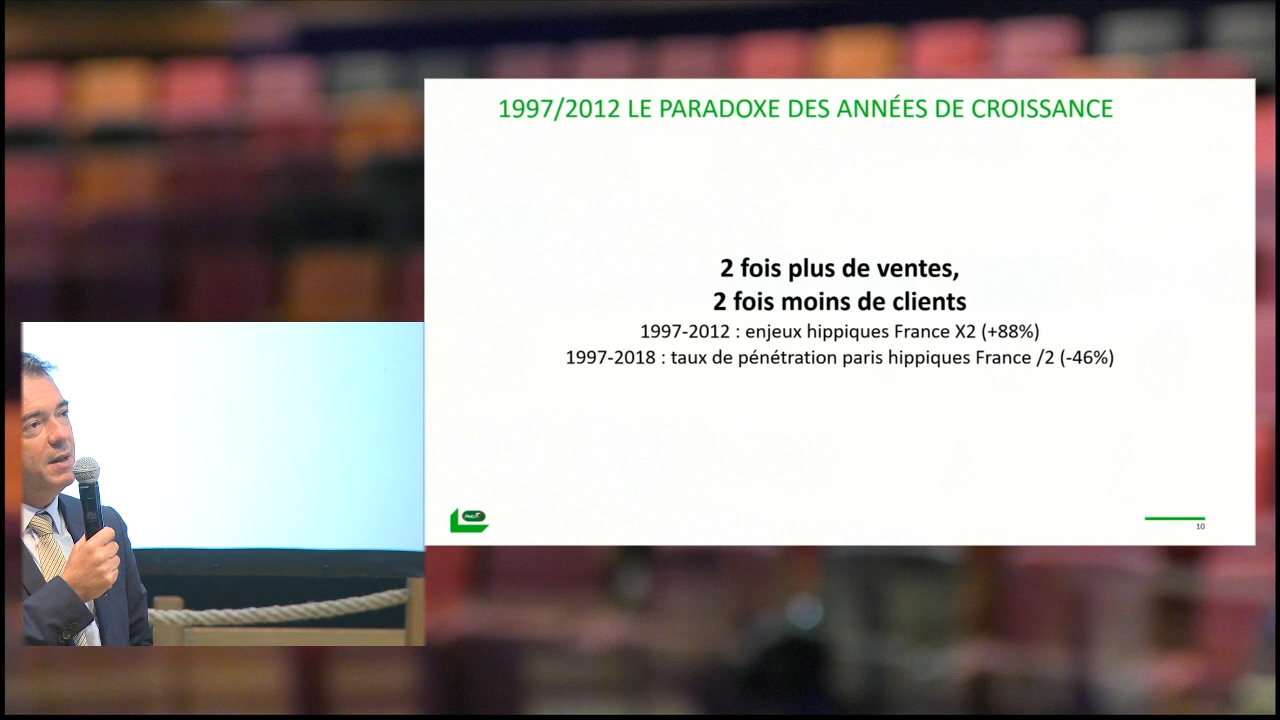 1997/2012 LE PARADOXE DES ANNÉES DE CROISSANCE
2 fois plus de ventes,
2 fois moins de clients
1997-2012 : enjeux hippiques France X2 (+88%)
1997-2018 : taux de pénétration paris hippiques France /2 (-46%)
10